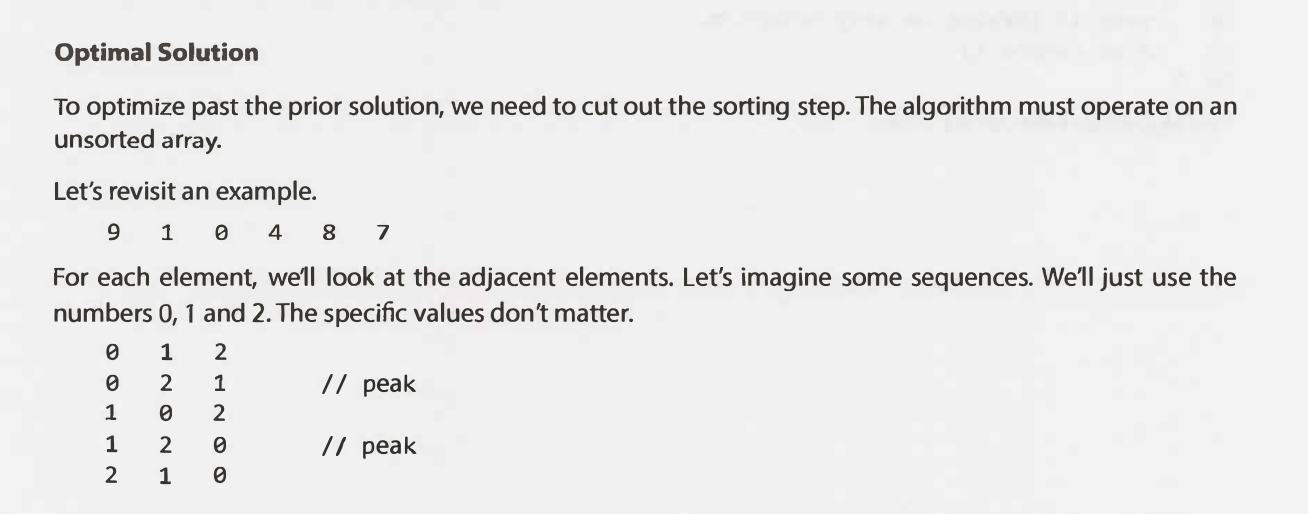 Optimal Solution
To optimize past the prior solution, we need to cut out the sorting step. The algorithm must operate on an
unsorted array.
Let's revisit an example.
9 1 0 4 8 7
For each element, we'll look at the adjacent elements. Let's imagine some sequences. We'll just use the
numbers 0, 1 and 2. The specific values don't matter.
0 1 2
0 2 1 // peak
1 0 2
1 2 0 // peak
2 1 0